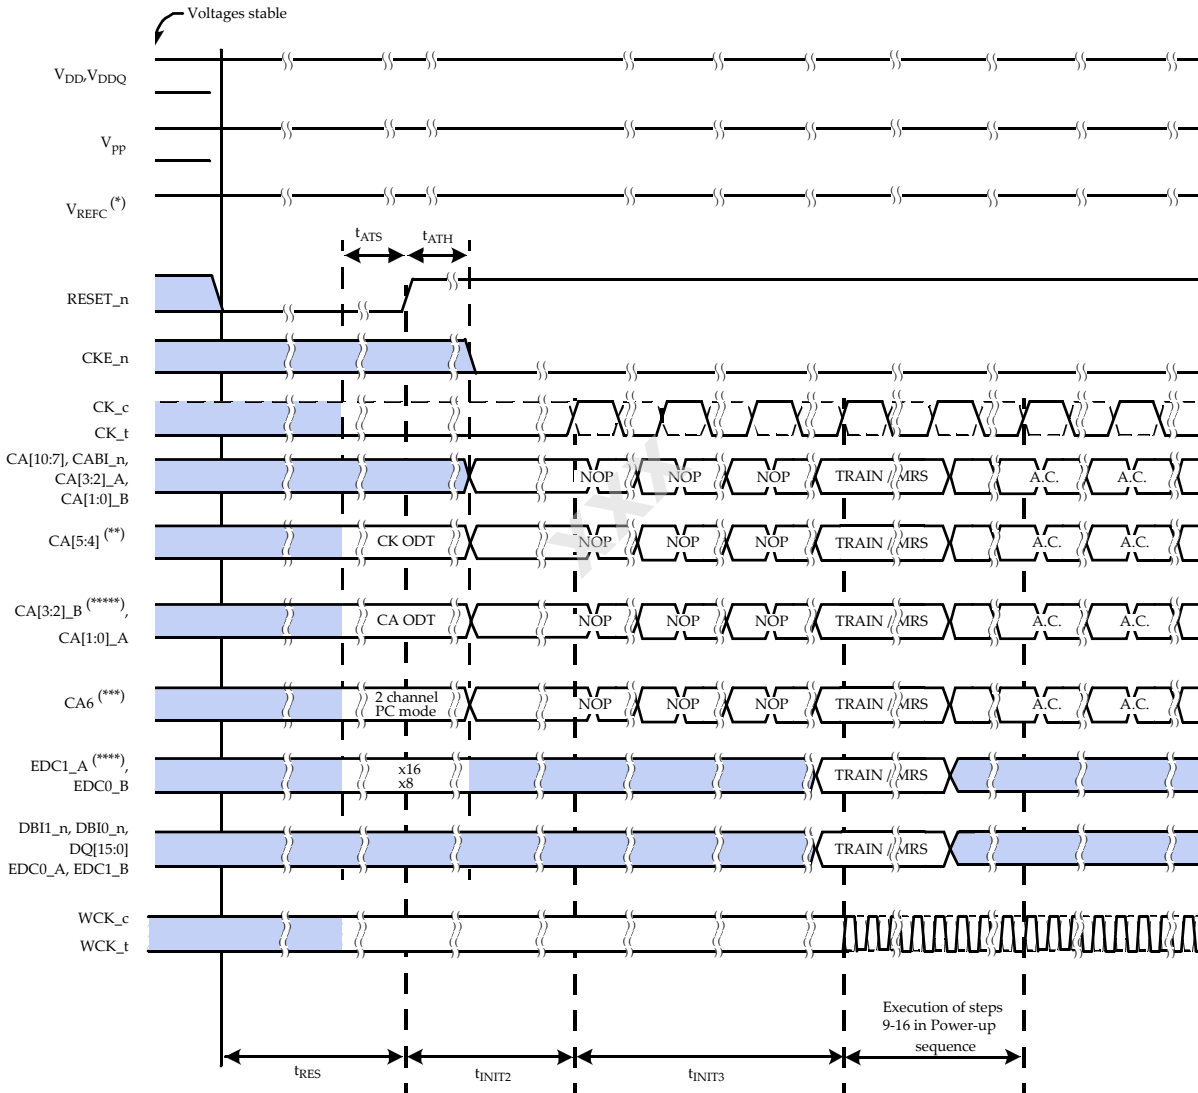 Voltages stable
VDD,VDDQ
VPP
VREFC (*)
tATS
tATH
RESET_n
CKE_n
CK_c
CK_t
CA[10:7], CABI_n,
CA[3:2]_A,
CA[1:0]_B
NOP NOP NOP TRAIN / MRS A.C. A.C.
CA[5:4] (**)
CK ODT NOP NOP NOP TRAIN / MRS A.C. A.C.
CA[3:2]_B (*****),
CA[1:0]_A
CA ODT NOP NOP NOP TRAIN / MRS A.C. A.C.
CA6 (***)
2 channel
PC mode
NOP NOP NOP TRAIN / MRS A.C. A.C.
EDC1_A (****),
EDC0_B
x16
x8
TRAIN / MRS
DBI1_n, DBI0_n,
DQ[15:0]
EDC0_A, EDC1_B
TRAIN / MRS
WCK_c
WCK_t
Execution of steps
9-16 in Power-up
sequence
tRES
tINIT2
tINIT3
XXX